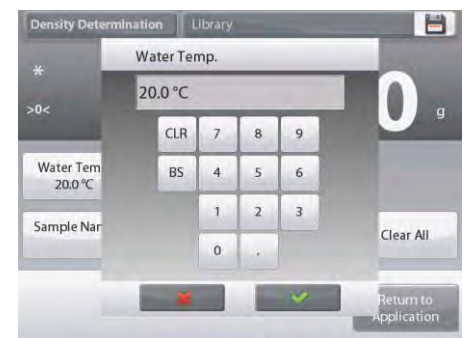 Density Determination Library
Water Temp.
*
20.0 °C
>0<
0 g
CLR 7 8 9
Water Tem
20.0 °C
BS 4 5 6
1 2 3
Sample Nar
Clear All
0 .
Return to
Application